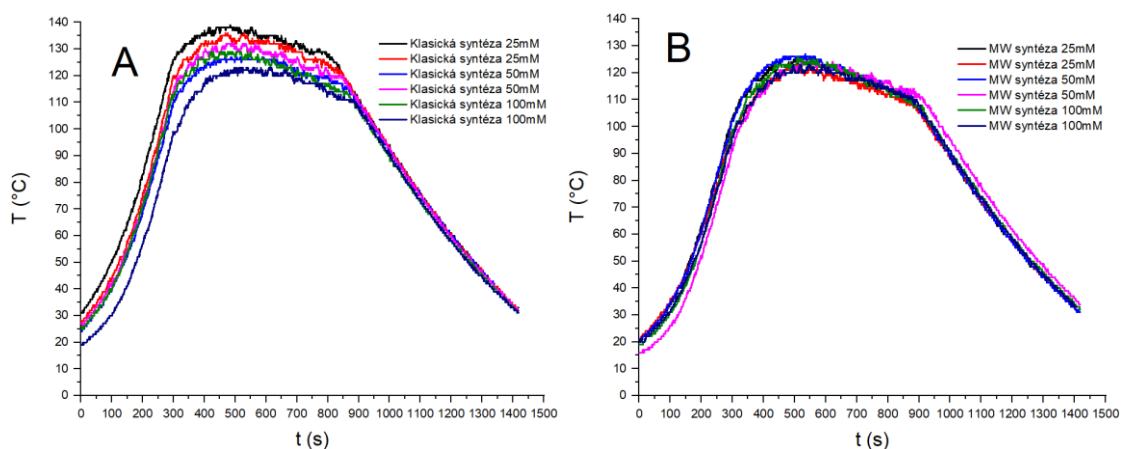 A
Klasická syntéza 25mM
Klasická syntéza 25mM
Klasická syntéza 50mM
Klasická syntéza 50mM
Klasická syntéza 100mM
Klasická syntéza 100mM
T (°C)
140
130
120
110
100
90
80
70
60
50
40
30
20
10
0
0 100 200 300 400 500 600 700 800 900 1000 1100 1200 1300 1400 1500
t (s)
B
MW syntéza 25mM
MW syntéza 25mM
MW syntéza 50mM
MW syntéza 50mM
MW syntéza 100mM
MW syntéza 100mM
T (°C)
140
130
120
110
100
90
80
70
60
50
40
30
20
10
0
0 100 200 300 400 500 600 700 800 900 1000 1100 1200 1300 1400 1500
t (s)